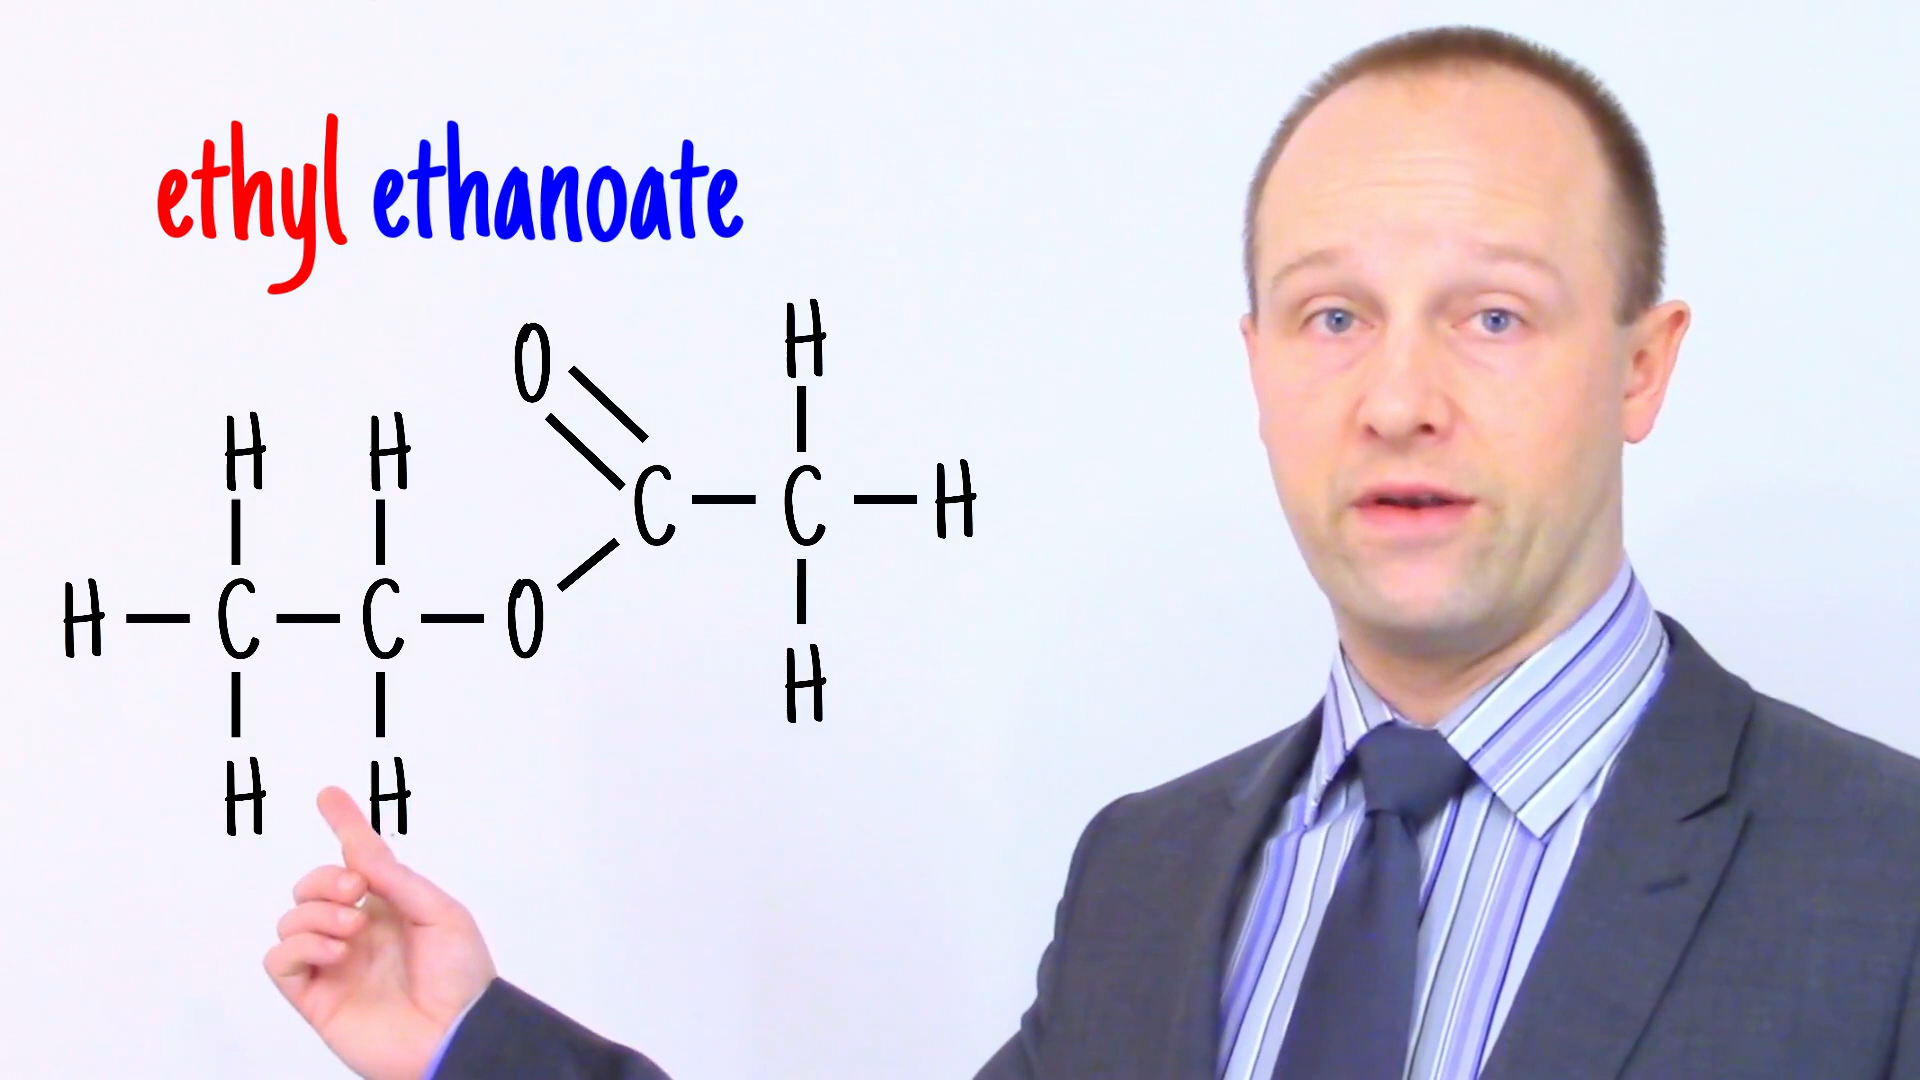 ethyl ethanoate
O H
H H
C C H
H C C O
H
H H